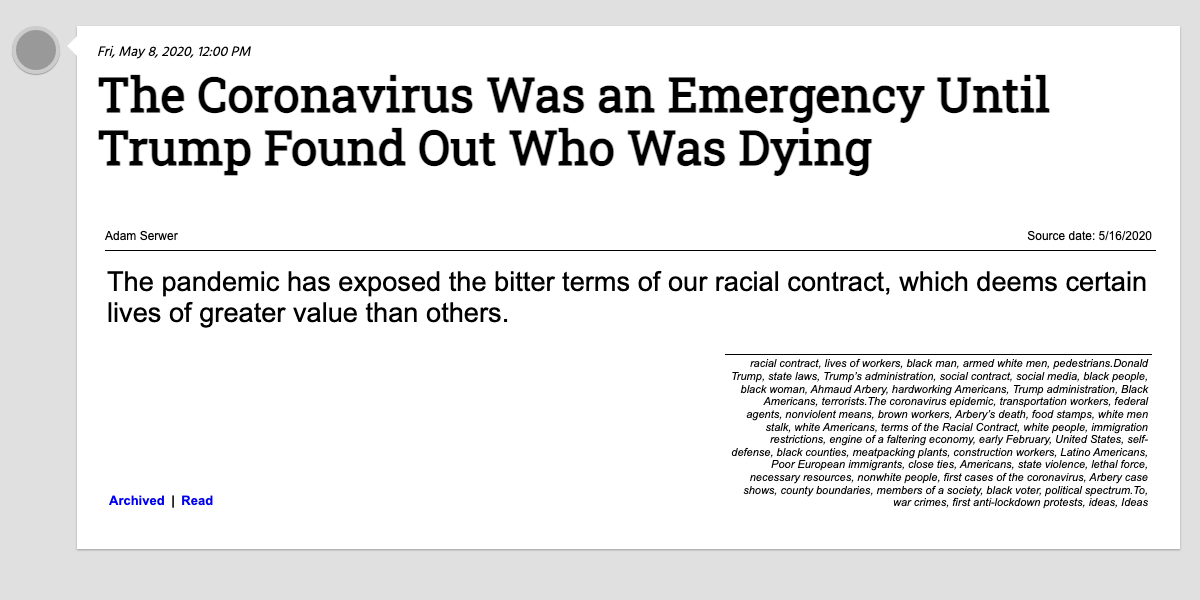 Fri, May 8, 2020, 12:00 PM
The Coronavirus Was an Emergency Until
Trump Found Out Who Was Dying
Adam Serwer
Source date: 5/16/2020
The pandemic has exposed the bitter terms of our racial contract, which deems certain
lives of greater value than others.
racial contract, lives of workers, black man, armed white men, pedestrians.Donald
Trump, state laws, Trump's administration, social contract, social media, black people,
black woman, Ahmaud Arbery, hardworking Americans, Trump administration, Black
Americans, terrorists.The coronavirus epidemic, transportation workers, federal
agents, nonviolent means, brown workers, Arbery's death, food stamps, white men
stalk, white Americans, terms of the Racial Contract, white people, immigration
restrictions, engine of a faltering economy, early February, United States, self-
defense, black counties, meatpacking plants, construction workers, Latino Americans,
Poor European immigrants, close ties, Americans, state violence, lethal force,
necessary resources, nonwhite people, first cases of the coronavirus, Arbery case
shows, county boundaries, members of a society, black voter, political spectrum.To,
war crimes, first anti-lockdown protests, ideas, Ideas
Archived | Read